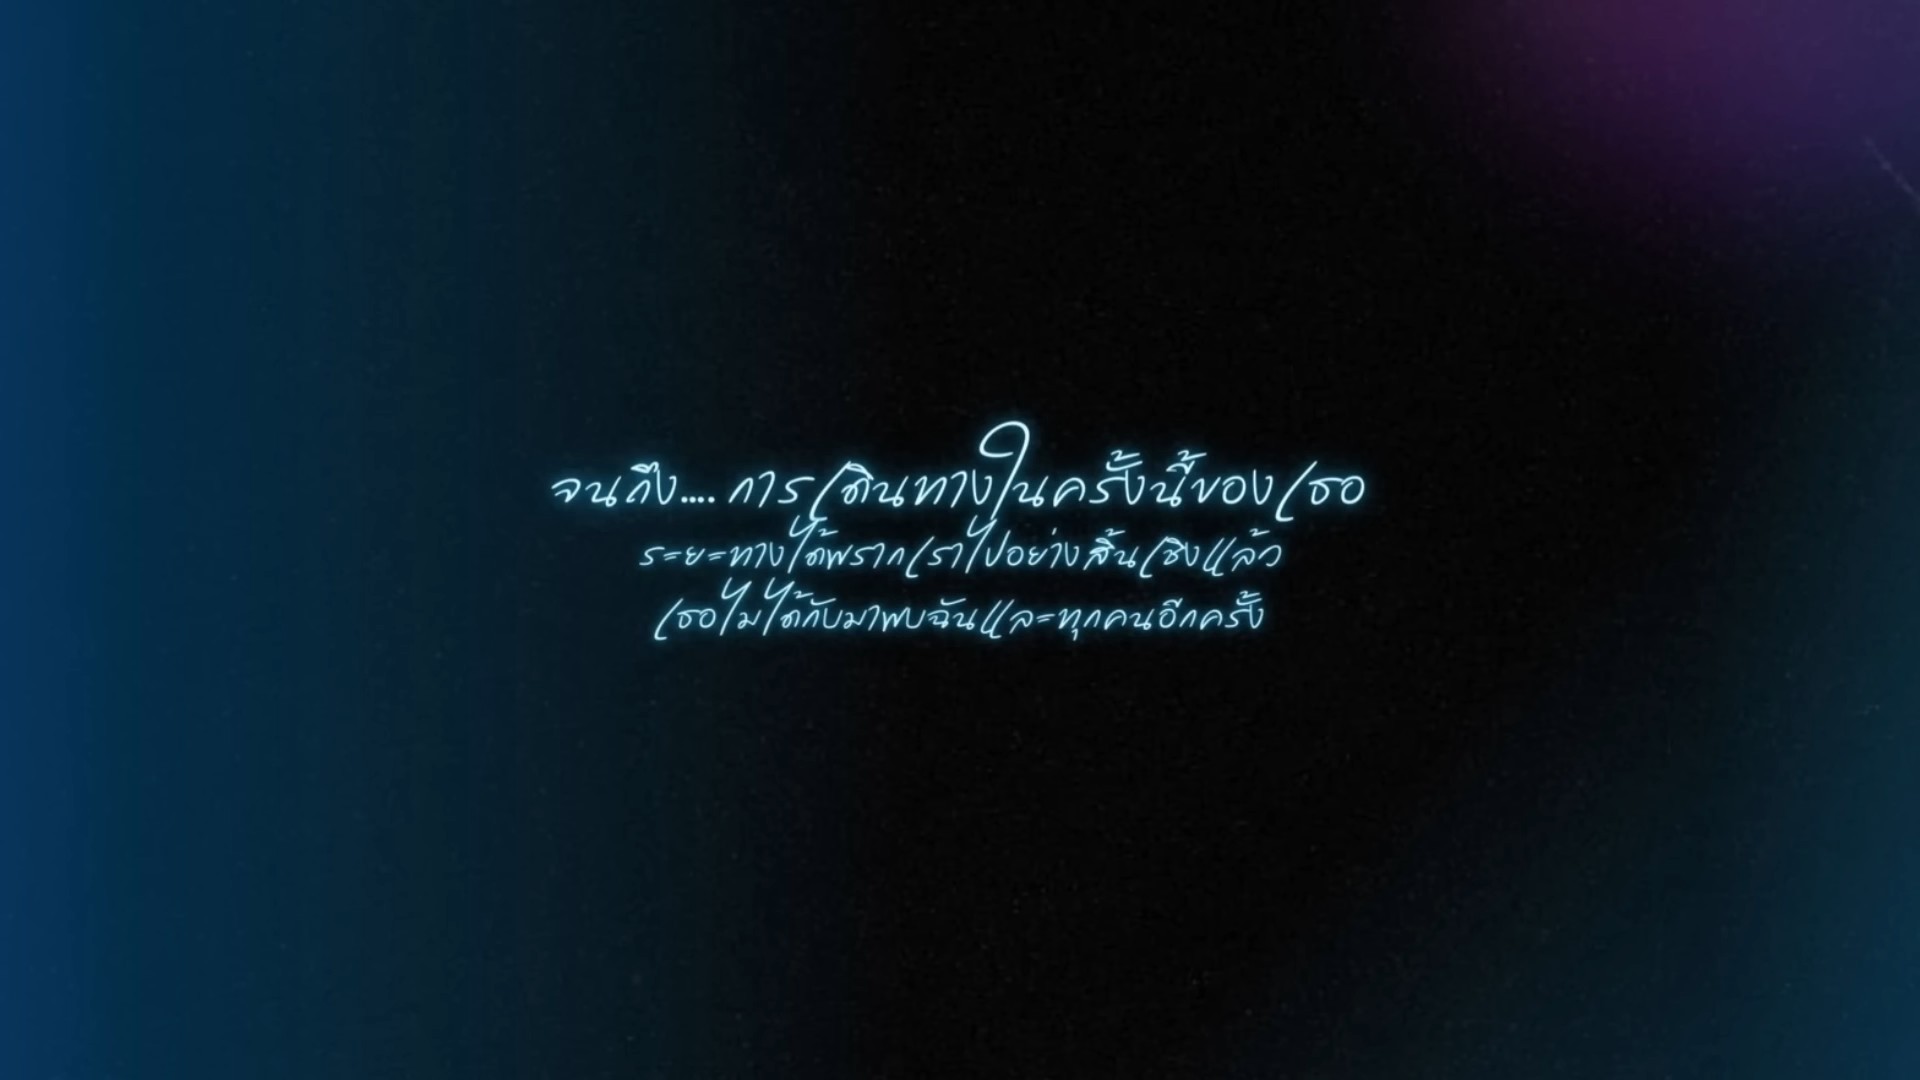 จนถึง.... การเดินทางในครั้งนี้ของเธอ
ระยะทางได้พรากเราไปอย่างสิ้นเชิงแล้ว
เธอไม่ได้กับมาพบฉันและทุกคนอีกครั้ง